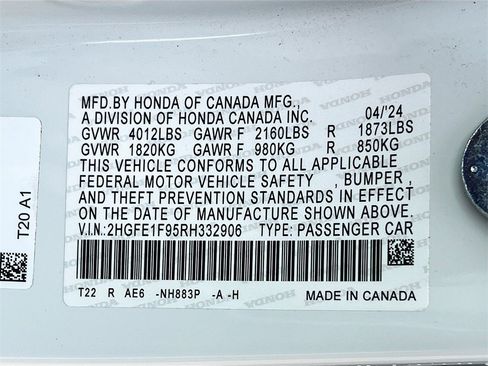 MFD.BY HONDA OF CANADA MFG.,
A DIVISION OF HONDA CANADA INC. 04/'24
GVWR 4012LBS GAWR F 2160LBS R 1873LBS
GVWR 1820KG GAWR F 980KG R 850KG
THIS VEHICLE CONFORMS TO ALL APPLICABLE
FEDERAL MOTOR VEHICLE SAFETY , BUMPER ,
AND THEFT PREVENTION STANDARDS IN EFFECT
ON THE DATE OF MANUFACTURE SHOWN ABOVE.
V.I.N.: 2HGFE1F95RH332906 TYPE: PASSENGER CAR
T22 R AE6 -NH883P -A -H MADE IN CANADA
T20 A1